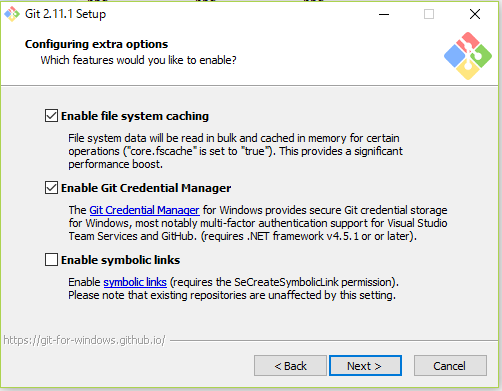 Git 2.11.1 Setup
Configuring extra options
Which features would you like to enable?
Enable file system caching
File system data will be read in bulk and cached in memory for certain
operations ("core.fscache" is set to "true"). This provides a significant
performance boost.
Enable Git Credential Manager
The Git Credential Manager for Windows provides secure Git credential storage
for Windows, most notably multi-factor authentication support for Visual Studio
Team Services and GitHub. (requires .NET framework v4.5.1 or or later).
Enable symbolic links
Enable symbolic links (requires the SeCreateSymbolicLink permission).
Please note that existing repositories are unaffected by this setting.
https://git-for-windows.github.io/
< Back
Next >
Cancel